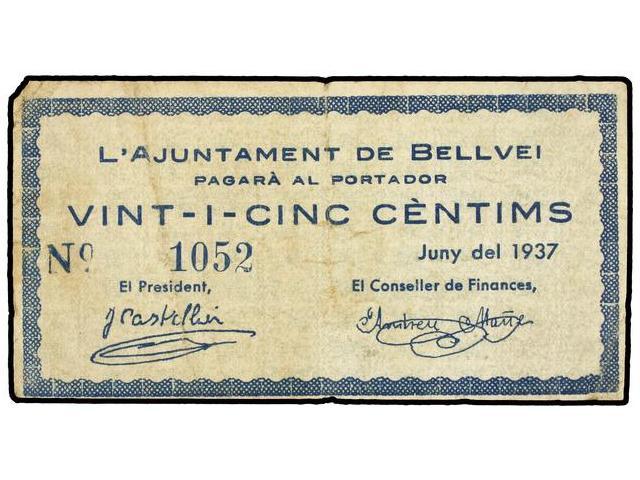 L'AJUNTAMENT DE BELLVEI
PAGARÀ AL PORTADOR
VINT-I-CINC CÈNTIMS
Nº 1052 Juny del 1937
El President, El Conseller de Finances,